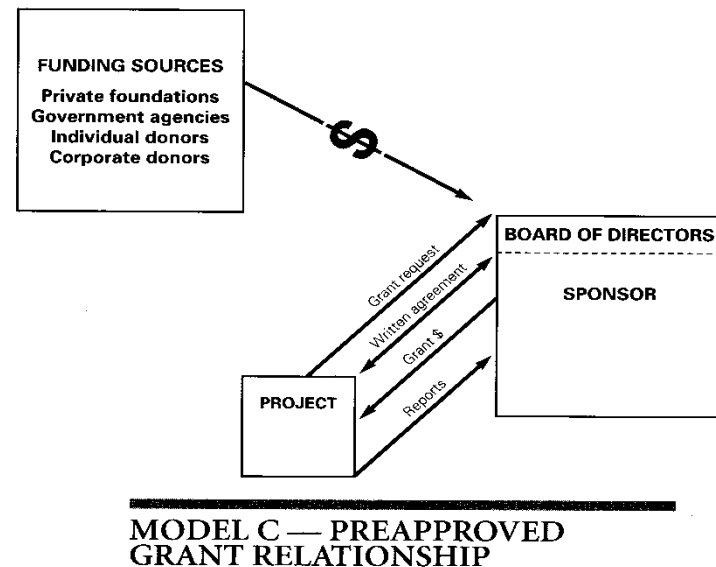 FUNDING SOURCES
Private foundations
Government agencies
Individual donors
Corporate donors
$
BOARD OF DIRECTORS
SPONSOR
Grant request
Written agreement
Grant $
Reports
PROJECT
MODEL C — PREAPPROVED
GRANT RELATIONSHIP